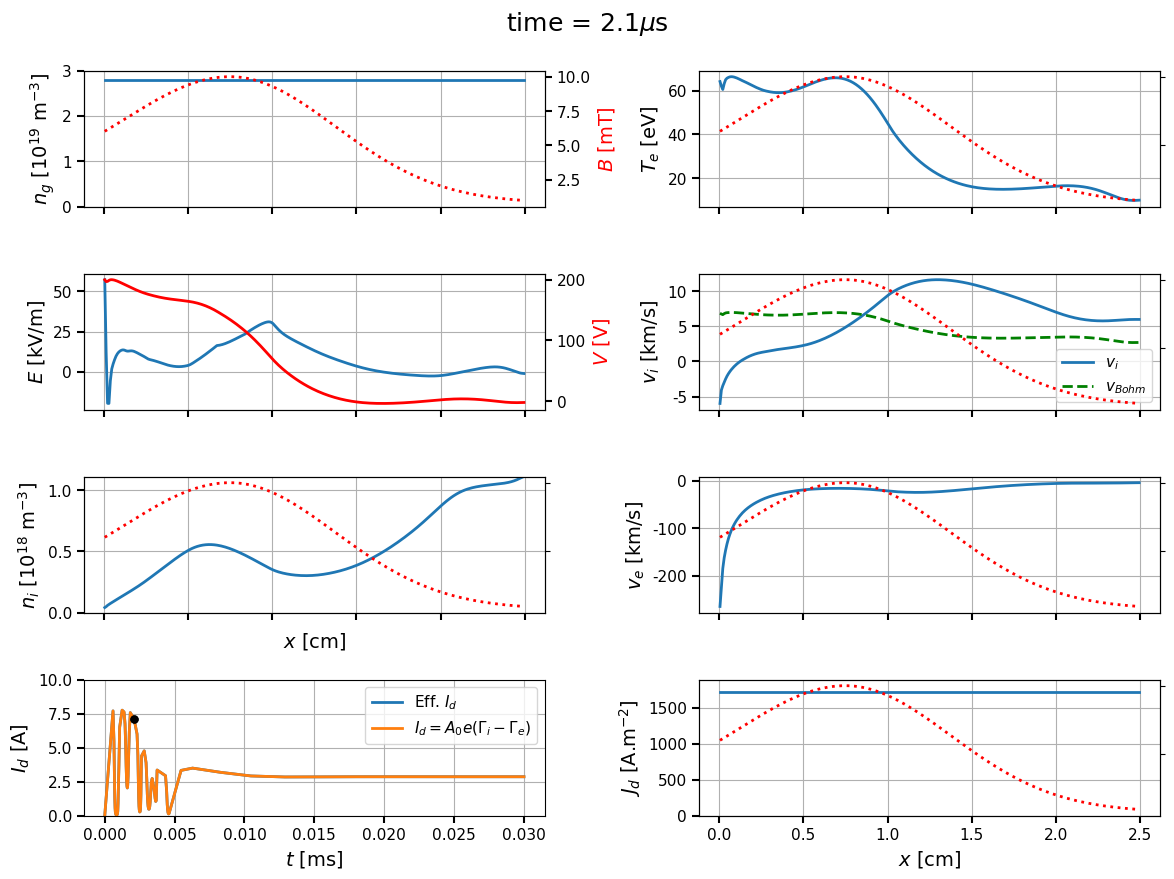 time = 2.1μs
3
2
1
0
n_g [10^19 m^−3]
10.0
7.5
5.0
2.5
B [mT]
60
40
20
T_e [eV]
50
25
0
E [kV/m]
200
100
0
V [V]
10
5
0
-5
v_i [km/s]
v_i
v_Bohm
1.0
0.5
0.0
n_i [10^18 m^−3]
x [cm]
0
-100
-200
v_e [km/s]
10.0
7.5
5.0
2.5
0.0
I_d [A]
Eff. I_d
I_d = A_0e(Γ_i − Γ_e)
0.000 0.005 0.010 0.015 0.020 0.025 0.030
t [ms]
1500
1000
500
0
J_d [A.m^−2]
0.0 0.5 1.0 1.5 2.0 2.5
x [cm]